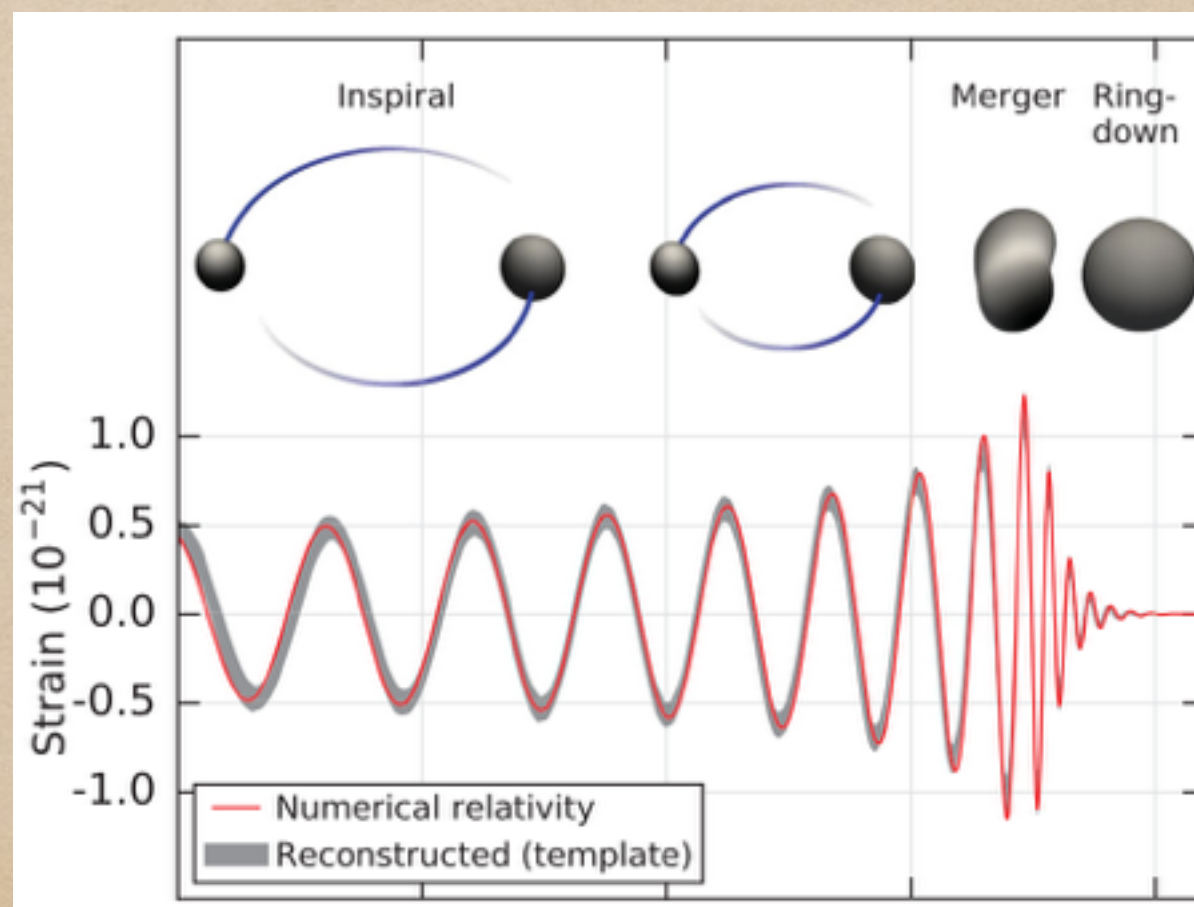 Inspiral
Merger
Ring-
down
1.0
0.5
0.0
-0.5
-1.0
Strain (10⁻²¹)
Numerical relativity
Reconstructed (template)